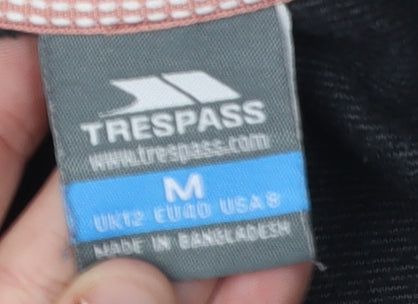 TRESPASS
www.trespass.com
M
UK12 EU40 USA8
MADE IN BANGLADESH